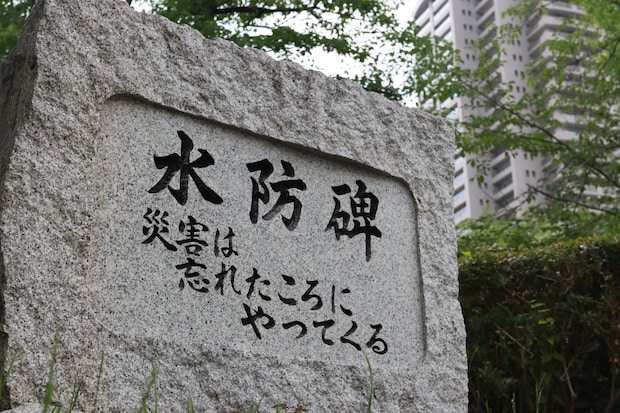 水防碑
災害は
忘れたころに
やってくる